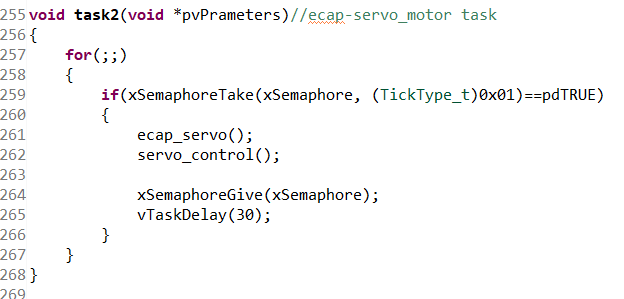 255 void task2(void *pvPrameters)//ecap-servo_motor task
256 {
257     for(;;)
258     {
259         if(xSemaphoreTake(xSemaphore, (TickType_t)0x01)==pdTRUE)
260         {
261             ecap_servo();
262             servo_control();
263
264             xSemaphoreGive(xSemaphore);
265             vTaskDelay(30);
266         }
267     }
268 }
269